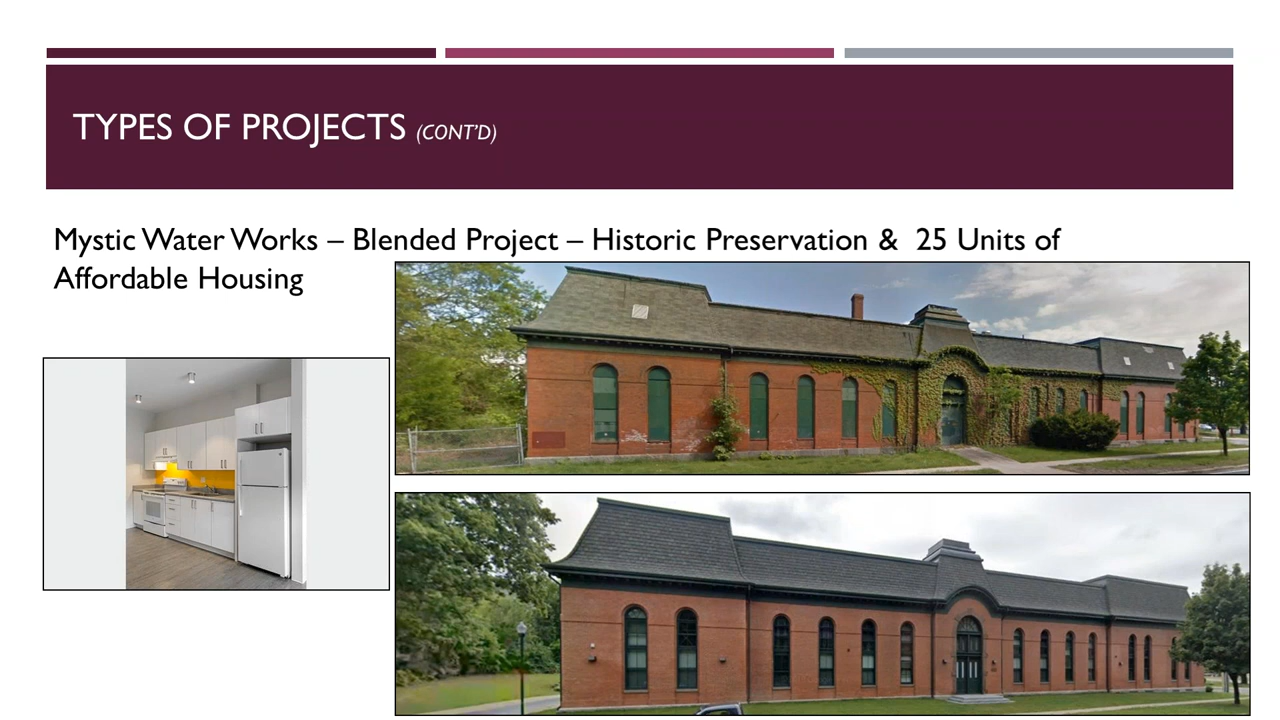 TYPES OF PROJECTS (CONT'D)
Mystic Water Works – Blended Project – Historic Preservation & 25 Units of
Affordable Housing